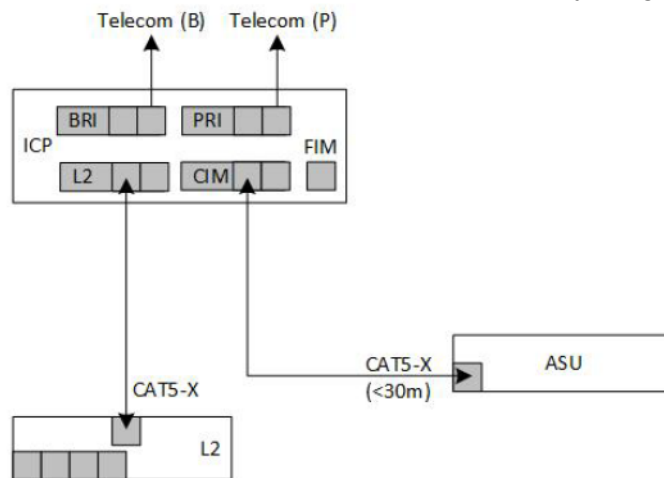 Telecom (B)
Telecom (P)
BRI
PRI
ICP
FIM
L2
CIM
CAT5-X
(<30m)
ASU
CAT5-X
L2